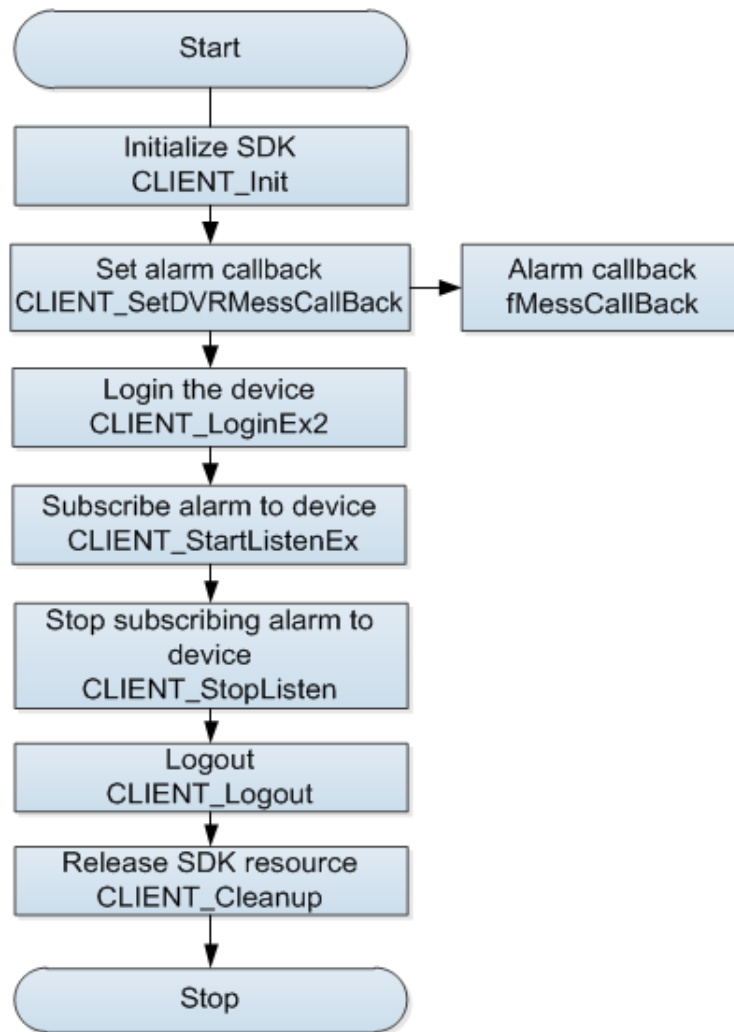 Start
Initialize SDK
CLIENT_Init
Set alarm callback
CLIENT_SetDVRMessCallBack
Alarm callback
fMessCallBack
Login the device
CLIENT_LoginEx2
Subscribe alarm to device
CLIENT_StartListenEx
Stop subscribing alarm to
device
CLIENT_StopListen
Logout
CLIENT_Logout
Release SDK resource
CLIENT_Cleanup
Stop